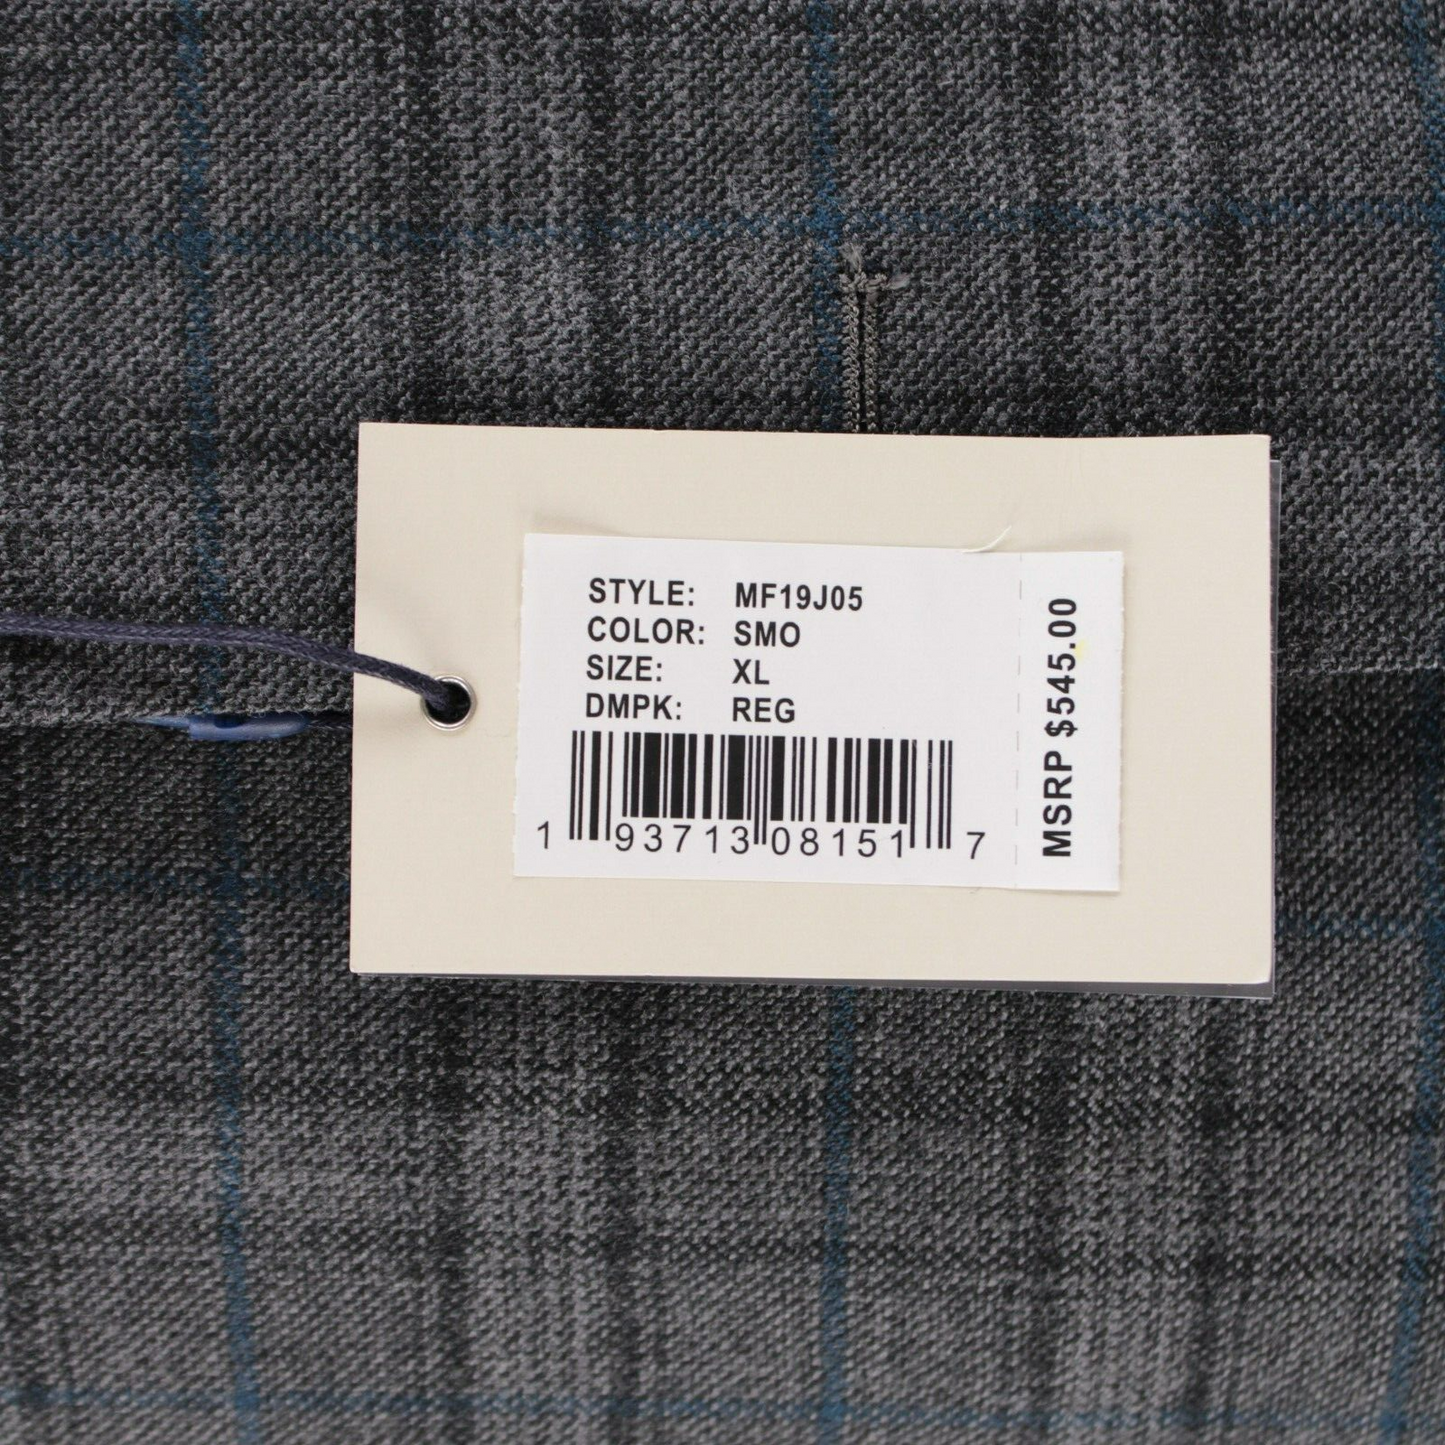 STYLE: MF19J05
COLOR: SMO
SIZE: XL
DMPK: REG
1 93713 08151 7
MSRP $545.00